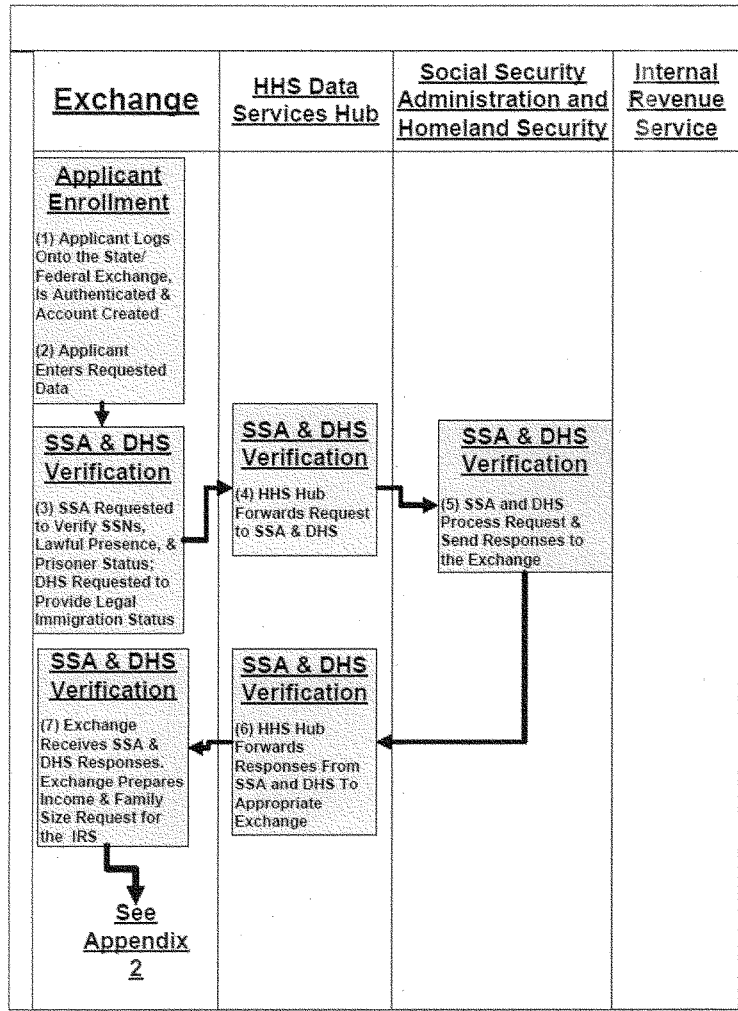 Exchange
HHS Data
Services Hub
Social Security
Administration and
Homeland Security
Internal
Revenue
Service
Applicant
Enrollment
(1) Applicant Logs
Onto the State/
Federal Exchange,
Is Authenticated &
Account Created
(2) Applicant
Enters Requested
Data
SSA & DHS
Verification
(3) SSA Requested
to Verify SSNs,
Lawful Presence, &
Prisoner Status;
DHS Requested to
Provide Legal
Immigration Status
SSA & DHS
Verification
(4) HHS Hub
Forwards Request
to SSA & DHS
SSA & DHS
Verification
(5) SSA and DHS
Process Request &
Send Responses to
the Exchange
SSA & DHS
Verification
(6) HHS Hub
Forwards
Responses From
SSA and DHS To
Appropriate
Exchange
SSA & DHS
Verification
(7) Exchange
Receives SSA &
DHS Responses.
Exchange Prepares
Income & Family
Size Request for
the IRS
See
Appendix
2